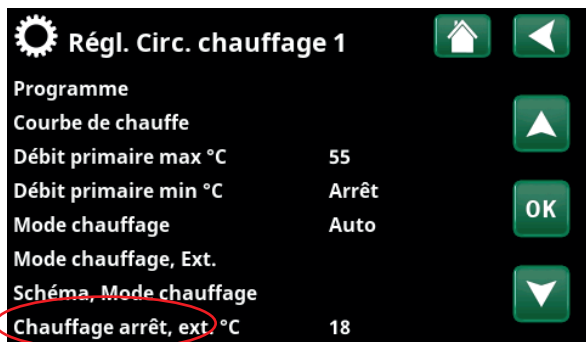 Régl. Circ. chauffage 1
Programme
Courbe de chauffe
Débit primaire max °C 55
Débit primaire min °C Arrêt
Mode chauffage Auto
OK
Mode chauffage, Ext.
Schéma, Mode chauffage
Chauffage arrêt, ext. °C 18